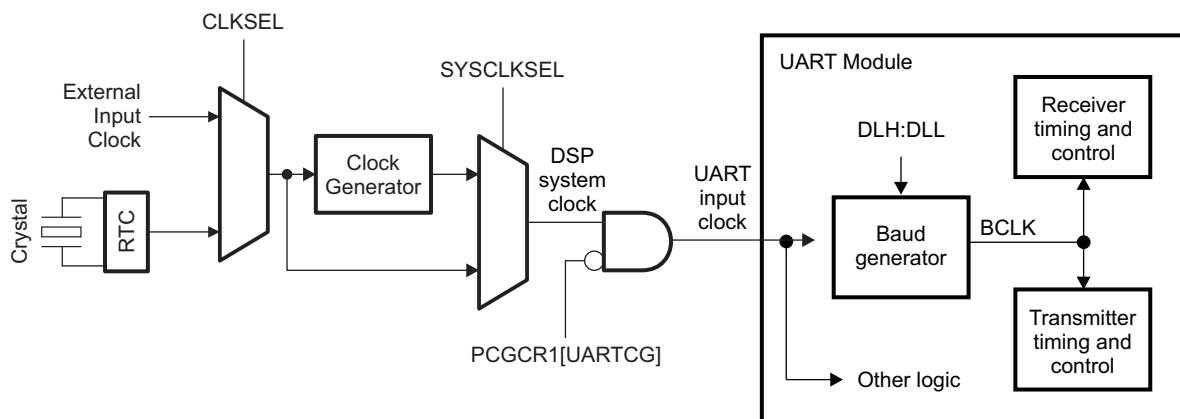 CLKSEL
External
Input
Clock
Crystal
RTC
Clock
Generator
SYSCLKSEL
DSP
system
clock
PCGCR1[UARTCG]
UART
input
clock
UART Module
DLH:DLL
Baud
generator
BCLK
Receiver
timing and
control
Transmitter
timing and
control
Other logic